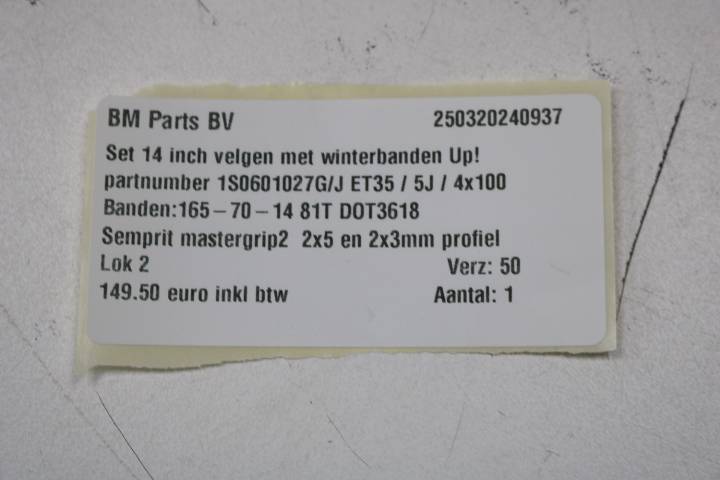 BM Parts BV 250320240937
Set 14 inch velgen met winterbanden Up!
partnumber 1S0601027G/J ET35 / 5J / 4x100
Banden:165-70-14 81T DOT3618
Semprit mastergrip2 2x5 en 2x3mm profiel
Lok 2 Verz: 50
149.50 euro inkl btw Aantal: 1